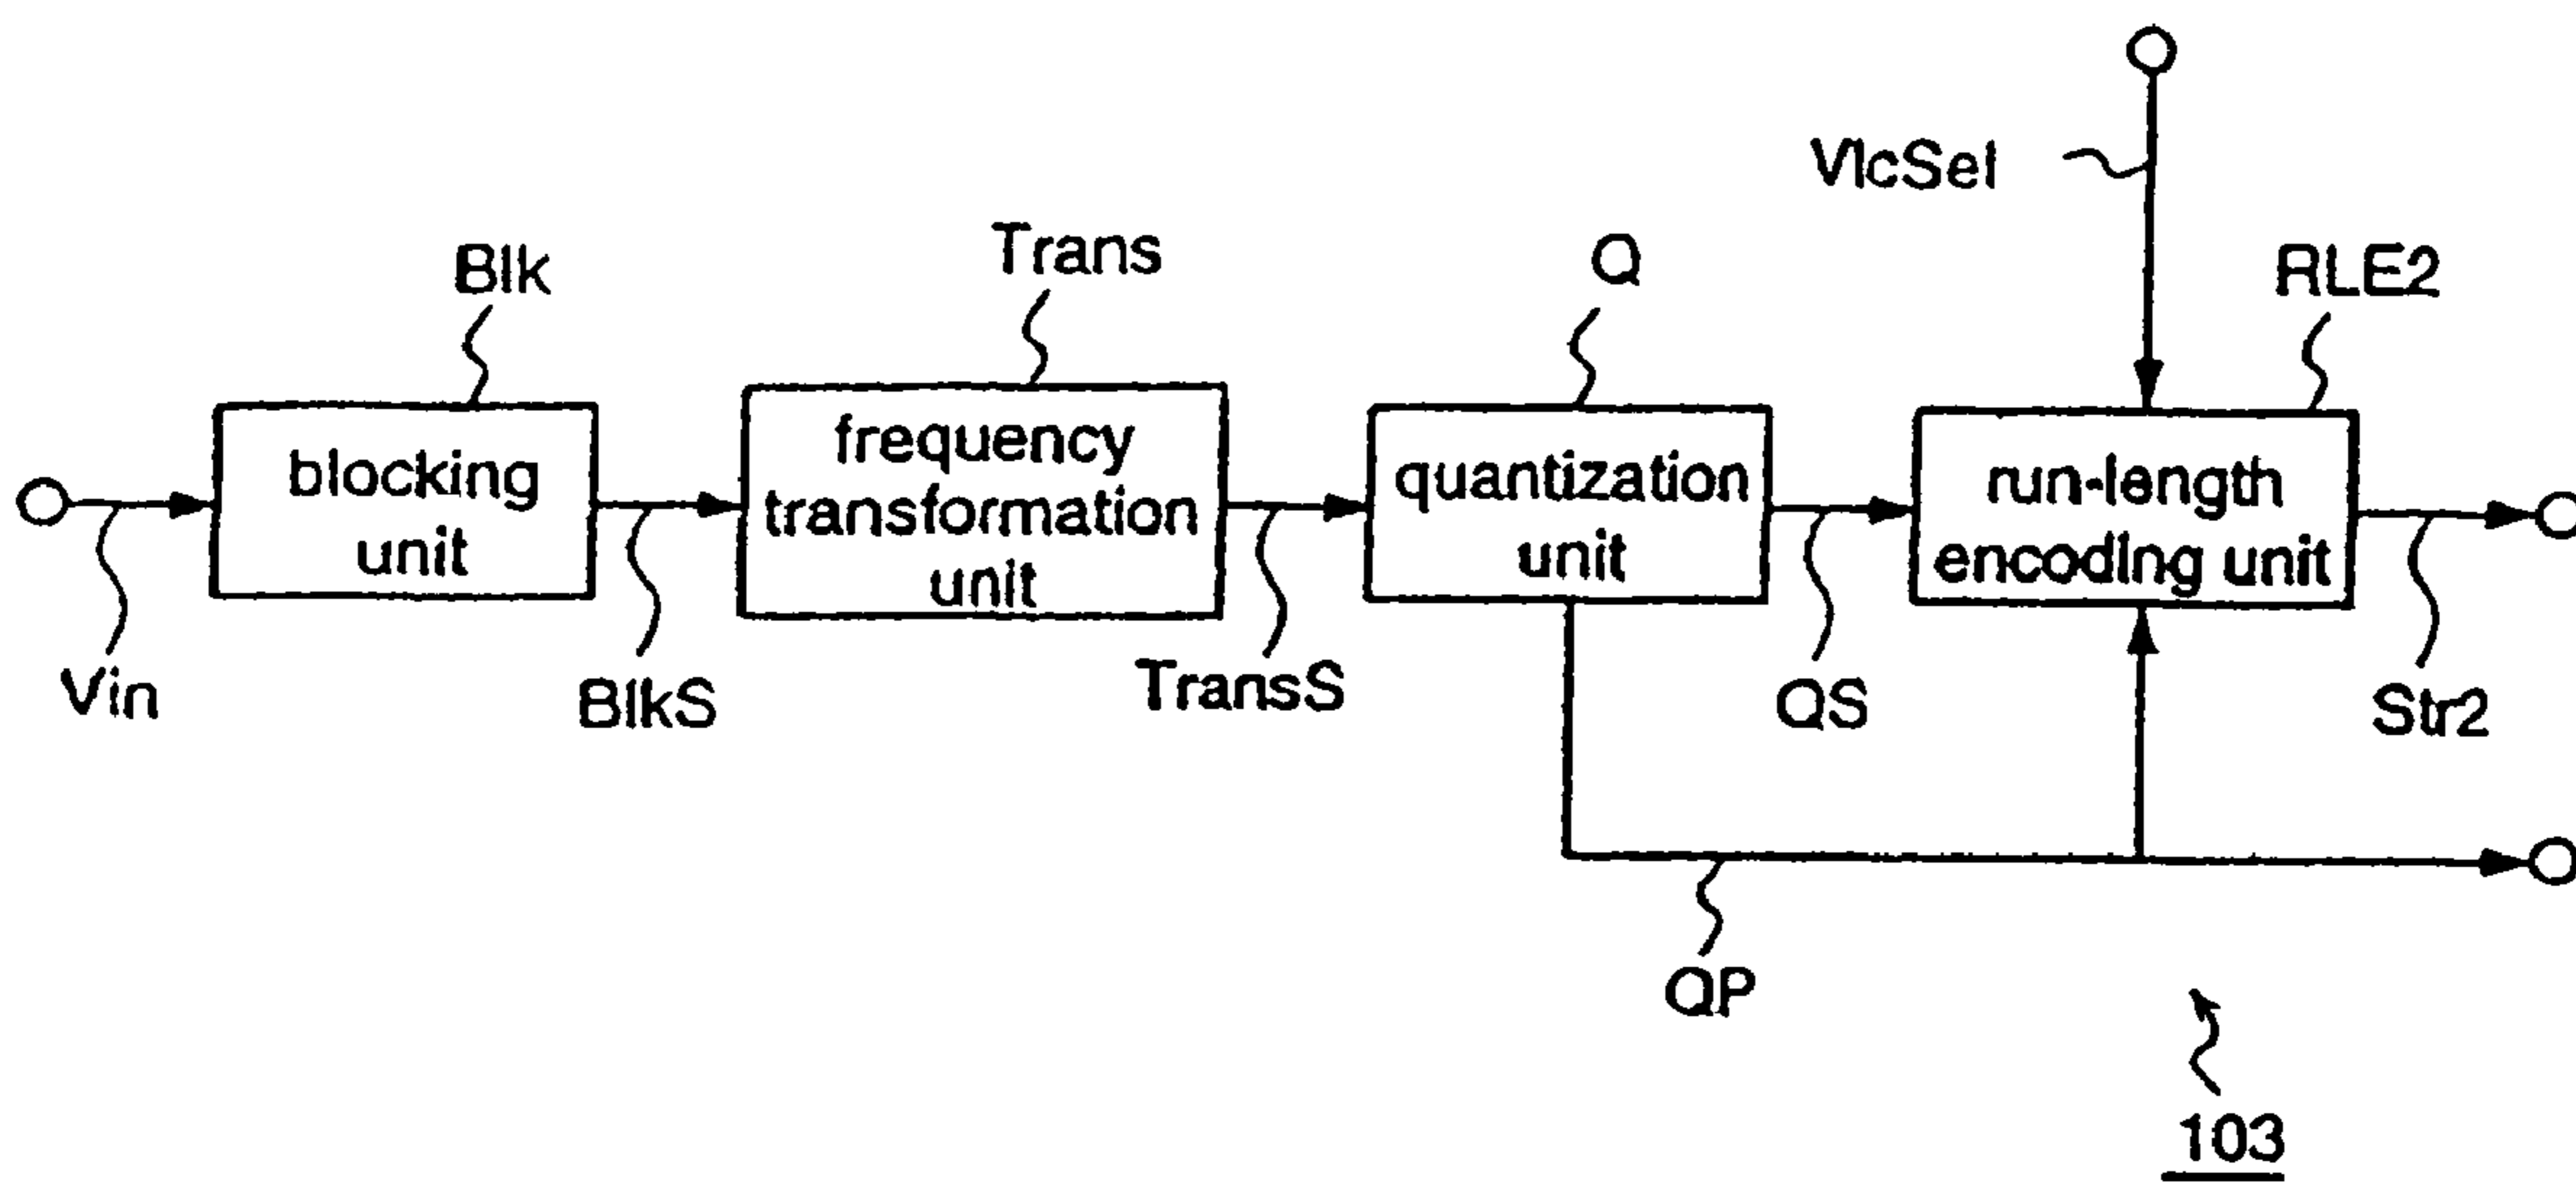 VlcSel
Blk
Trans
Q
RLE2
blocking
unit
frequency
transformation
unit
quantization
unit
run-length
encoding unit
Vin
BlkS
TransS
QS
Str2
QP
103